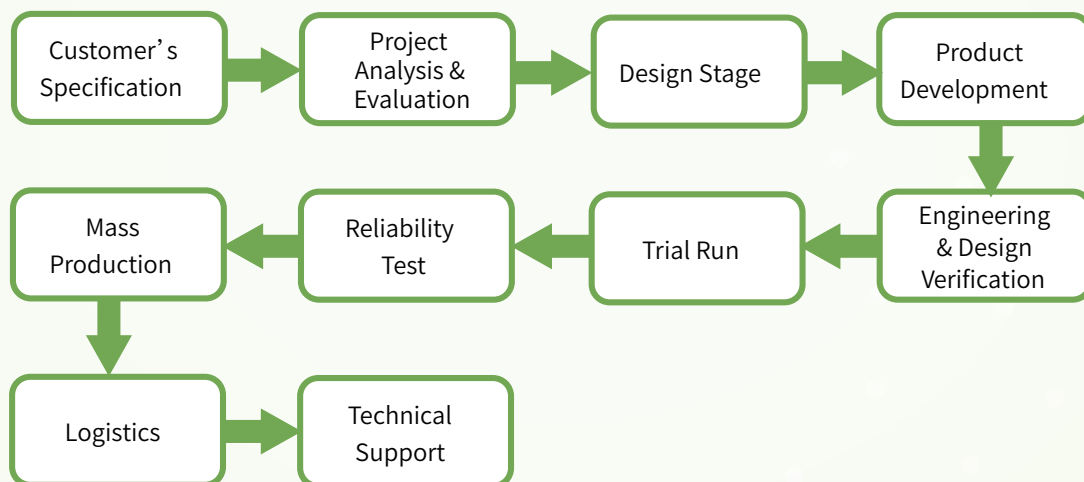 Customer’s
Specification
Project
Analysis &
Evaluation
Design Stage
Product
Development
Engineering
& Design
Verification
Trial Run
Reliability
Test
Mass
Production
Logistics
Technical
Support